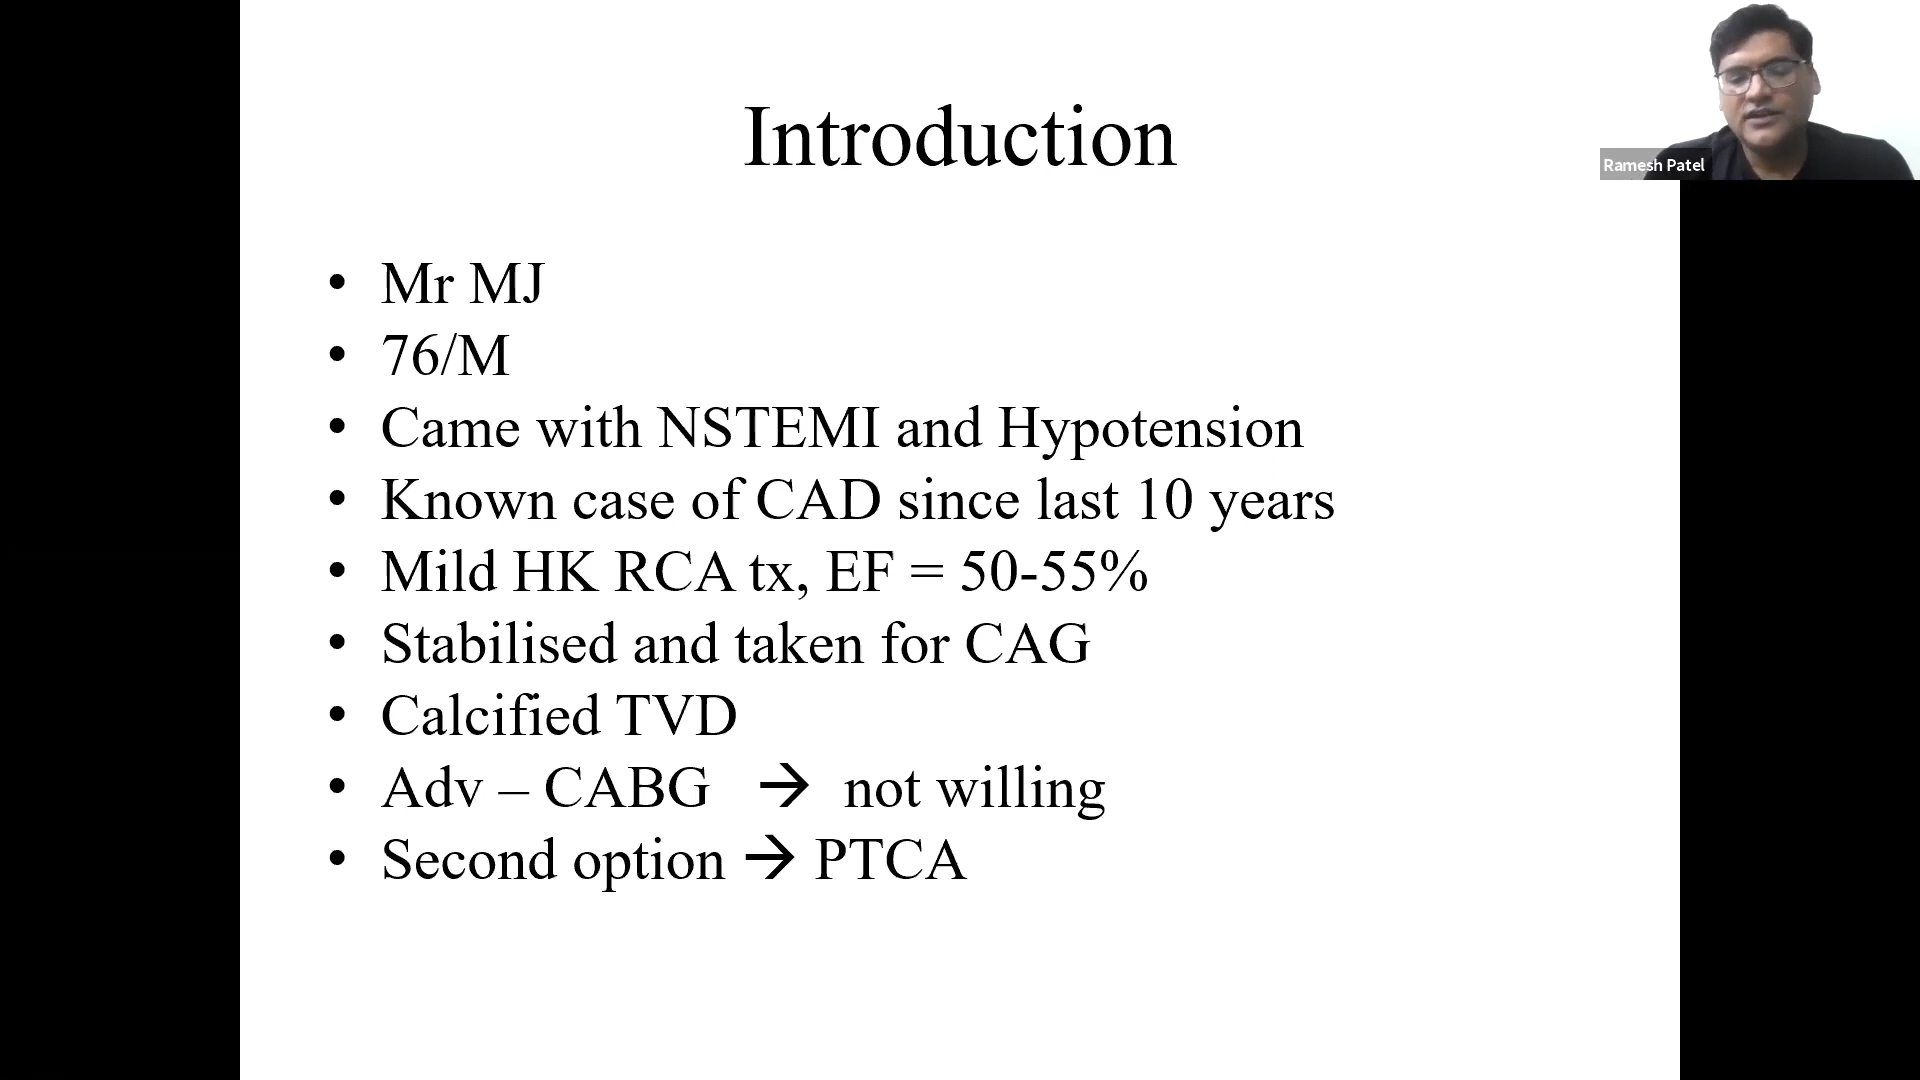 Introduction
Ramesh Patel
• Mr MJ
• 76/M
• Came with NSTEMI and Hypotension
• Known case of CAD since last 10 years
• Mild HK RCA tx, EF = 50-55%
• Stabilised and taken for CAG
• Calcified TVD
• Adv – CABG → not willing
• Second option → PTCA